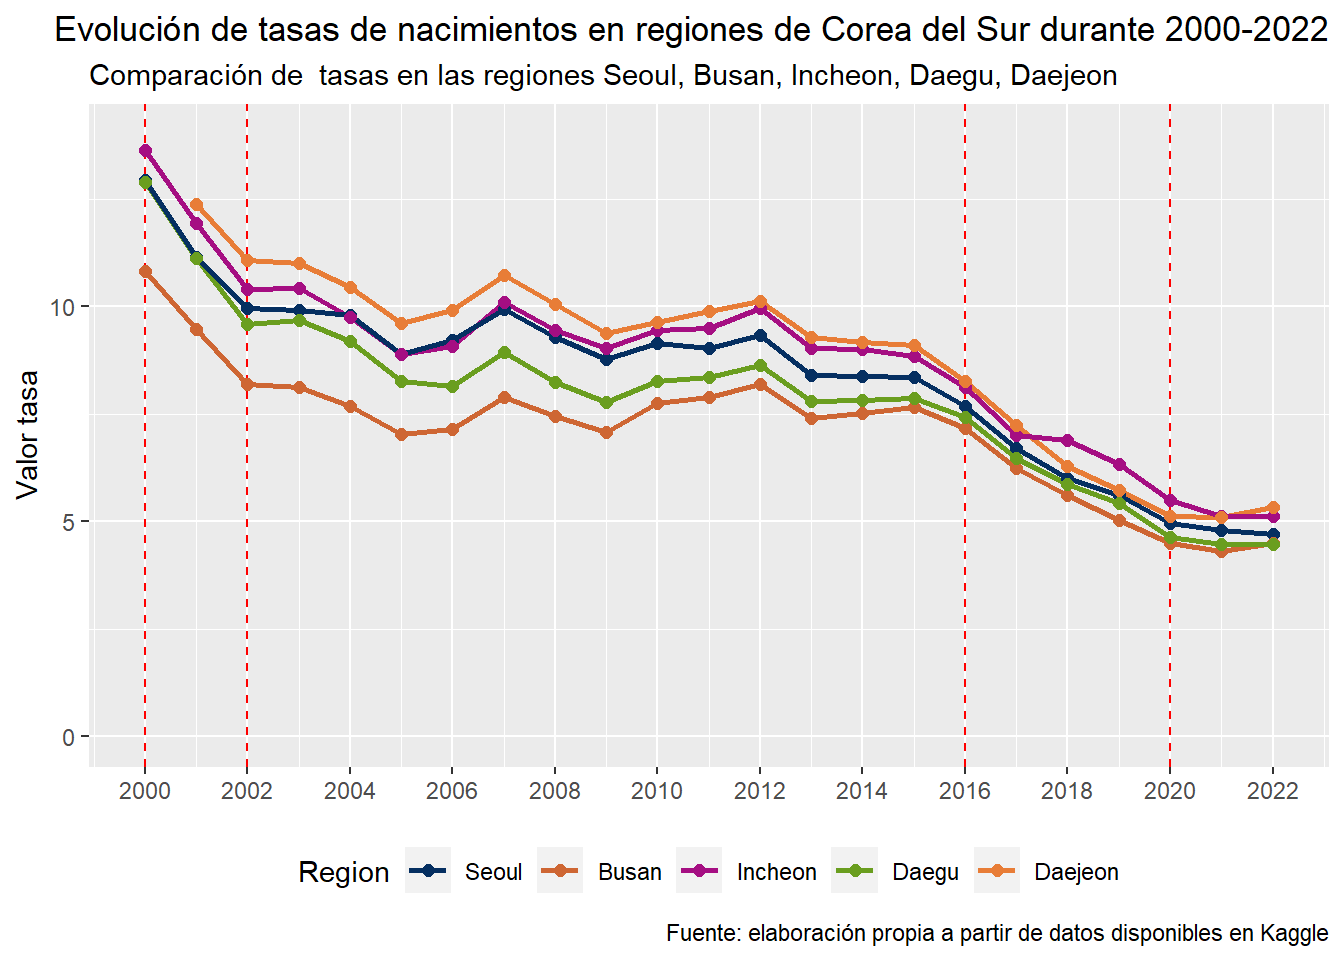 Evolución de tasas de nacimientos en regiones de Corea del Sur durante 2000-2022
Comparación de  tasas en las regiones Seoul, Busan, Incheon, Daegu, Daejeon
Valor tasa
10
5
0
2000 2002 2004 2006 2008 2010 2012 2014 2016 2018 2020 2022
Region Seoul Busan Incheon Daegu Daejeon
Fuente: elaboración propia a partir de datos disponibles en Kaggle